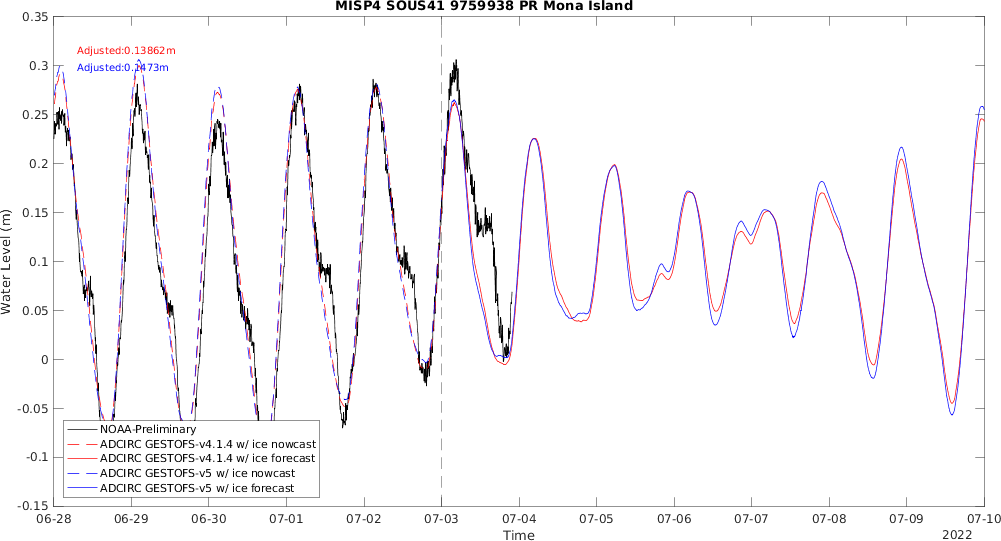 MISP4 SOUS41 9759938 PR Mona Island
Adjusted:0.13862m
Adjusted:0.1473m
0.35
0.3
0.25
0.2
0.15
0.1
0.05
0
-0.05
-0.1
-0.15
Water Level (m)
NOAA-Preliminary
ADCIRC GESTOFS-v4.1.4 w/ ice nowcast
ADCIRC GESTOFS-v4.1.4 w/ ice forecast
ADCIRC GESTOFS-v5 w/ ice nowcast
ADCIRC GESTOFS-v5 w/ ice forecast
06-28 06-29 06-30 07-01 07-02 07-03 07-04 07-05 07-06 07-07 07-08 07-09 07-10
Time
2022